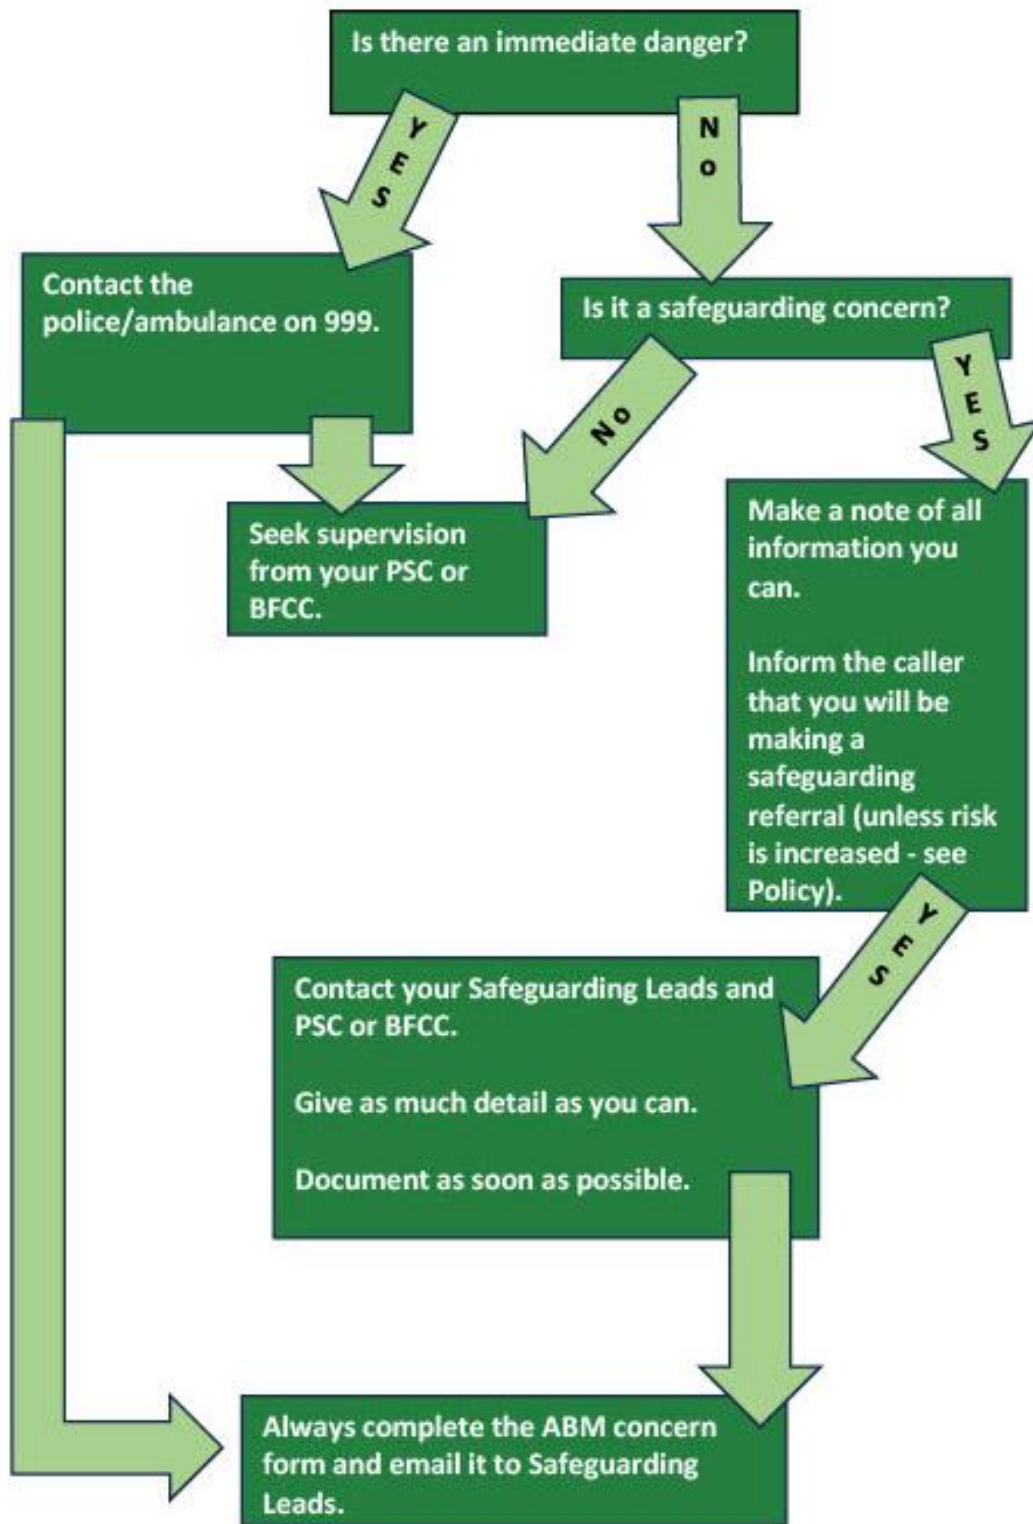 Is there an immediate danger?
YES
No
Contact the
police/ambulance on 999.
Is it a safeguarding concern?
No
YES
Seek supervision
from your PSC or
BFCC.
Make a note of all
information you
can.
Inform the caller
that you will be
making a
safeguarding
referral (unless risk
is increased - see
Policy).
YES
Contact your Safeguarding Leads and
PSC or BFCC.
Give as much detail as you can.
Document as soon as possible.
Always complete the ABM concern
form and email it to Safeguarding
Leads.